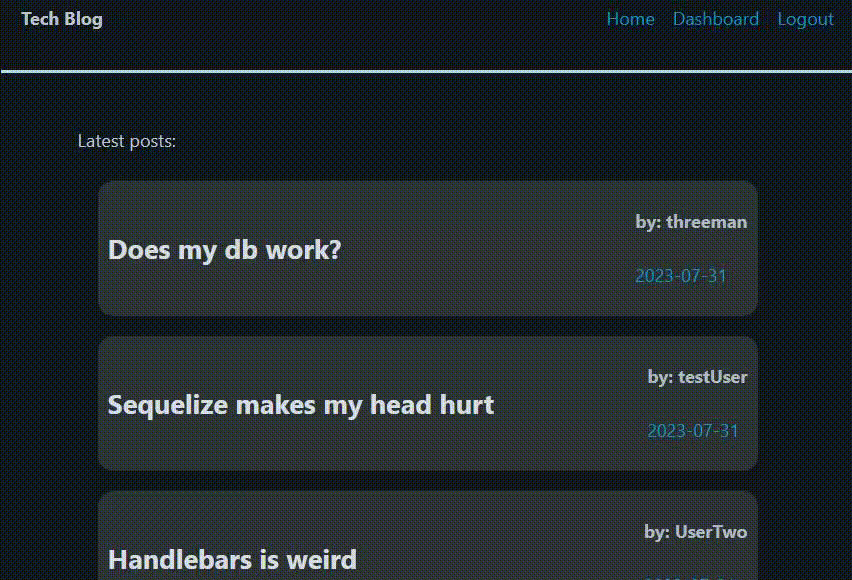 Tech Blog Home Dashboard Logout
Latest posts:
Does my db work?
by: threeman
2023-07-31
Sequelize makes my head hurt
by: testUser
2023-07-31
Handlebars is weird
by: UserTwo